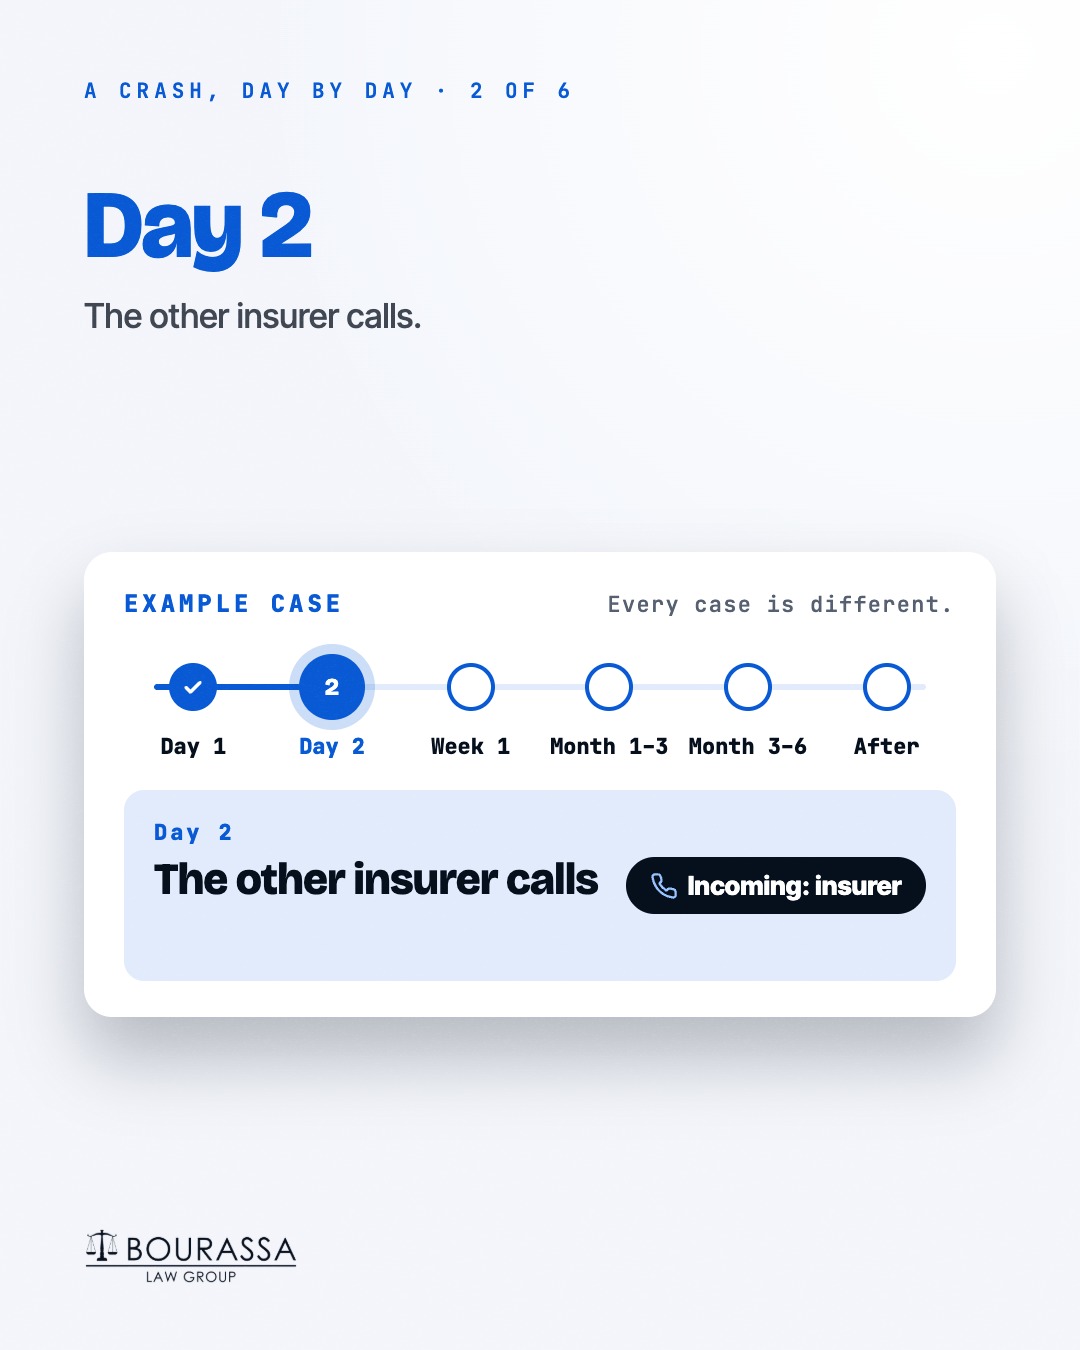 A CRASH, DAY BY DAY · 2 OF 6
Day 2
The other insurer calls.
EXAMPLE CASE
Every case is different.
2
Day 1
Day 2
Week 1
Month 1–3
Month 3–6
After
Day 2
The other insurer calls
Incoming: insurer
BOURASSA
LAW GROUP